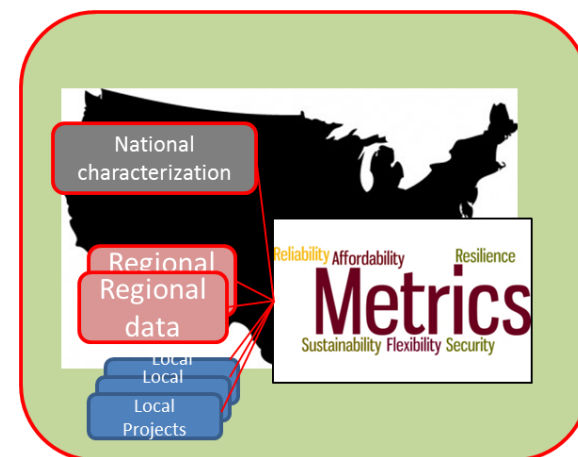 National
characterization
Regional
Regional
data
Local
Local
Local
Projects
Reliability Affordability Resilience
Metrics
Sustainability Flexibility Security